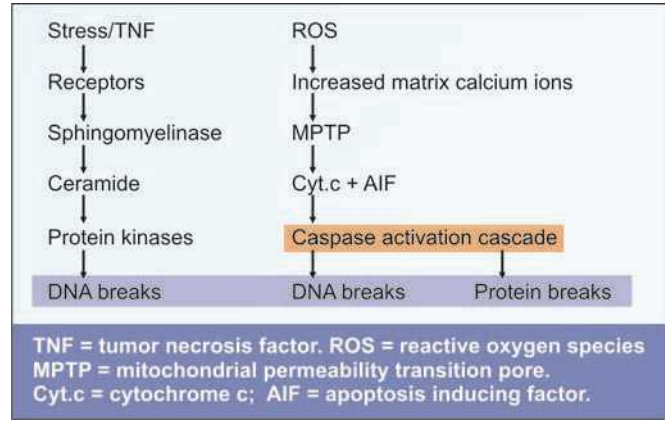 Stress/TNF
Receptors
Sphingomyelinase
Ceramide
Protein kinases
DNA breaks
ROS
Increased matrix calcium ions
MPTP
Cyt.c + AIF
Caspase activation cascade
DNA breaks
Protein breaks
TNF = tumor necrosis factor. ROS = reactive oxygen species
MPTP = mitochondrial permeability transition pore.
Cyt.c = cytochrome c; AIF = apoptosis inducing factor.